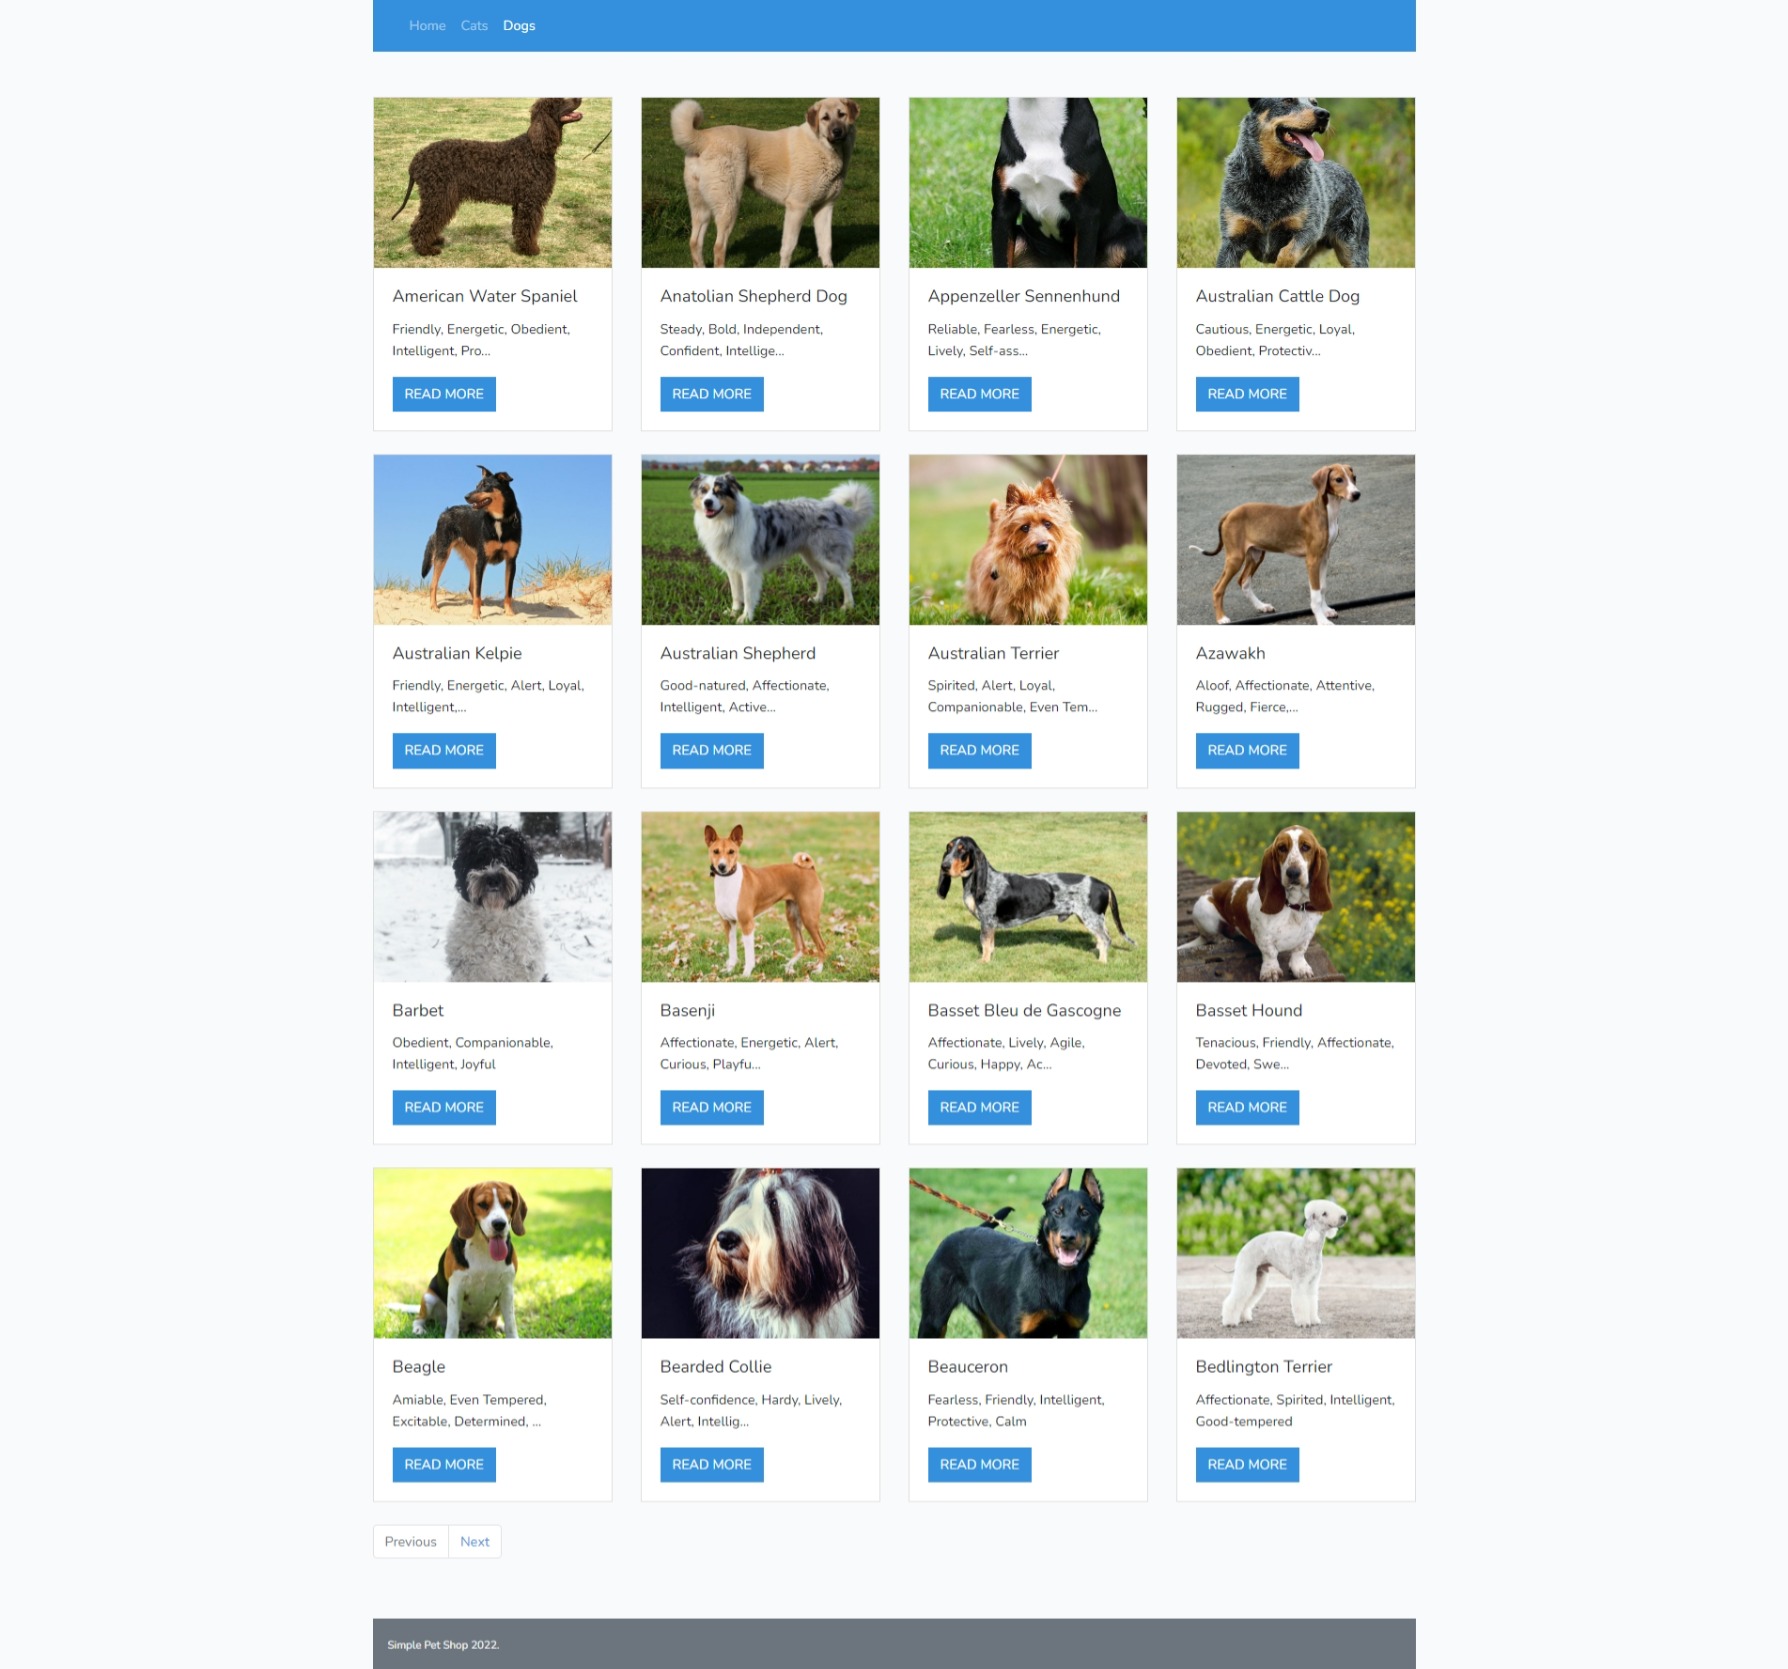 Home Cats Dogs
American Water Spaniel
Friendly, Energetic, Obedient,
Intelligent, Pro...
READ MORE
Anatolian Shepherd Dog
Steady, Bold, Independent,
Confident, Intellige...
READ MORE
Appenzeller Sennenhund
Reliable, Fearless, Energetic,
Lively, Self-ass...
READ MORE
Australian Cattle Dog
Cautious, Energetic, Loyal,
Obedient, Protectiv...
READ MORE
Australian Kelpie
Friendly, Energetic, Alert, Loyal,
Intelligent,...
READ MORE
Australian Shepherd
Good-natured, Affectionate,
Intelligent, Active...
READ MORE
Australian Terrier
Spirited, Alert, Loyal,
Companionable, Even Tem...
READ MORE
Azawakh
Aloof, Affectionate, Attentive,
Rugged, Fierce,...
READ MORE
Barbet
Obedient, Companionable,
Intelligent, Joyful
READ MORE
Basenji
Affectionate, Energetic, Alert,
Curious, Playfu...
READ MORE
Basset Bleu de Gascogne
Affectionate, Lively, Agile,
Curious, Happy, Ac...
READ MORE
Basset Hound
Tenacious, Friendly, Affectionate,
Devoted, Swe...
READ MORE
Beagle
Amiable, Even Tempered,
Excitable, Determined, ...
READ MORE
Bearded Collie
Self-confidence, Hardy, Lively,
Alert, Intellig...
READ MORE
Beauceron
Fearless, Friendly, Intelligent,
Protective, Calm
READ MORE
Bedlington Terrier
Affectionate, Spirited, Intelligent,
Good-tempered
READ MORE
Previous Next
Simple Pet Shop 2022.